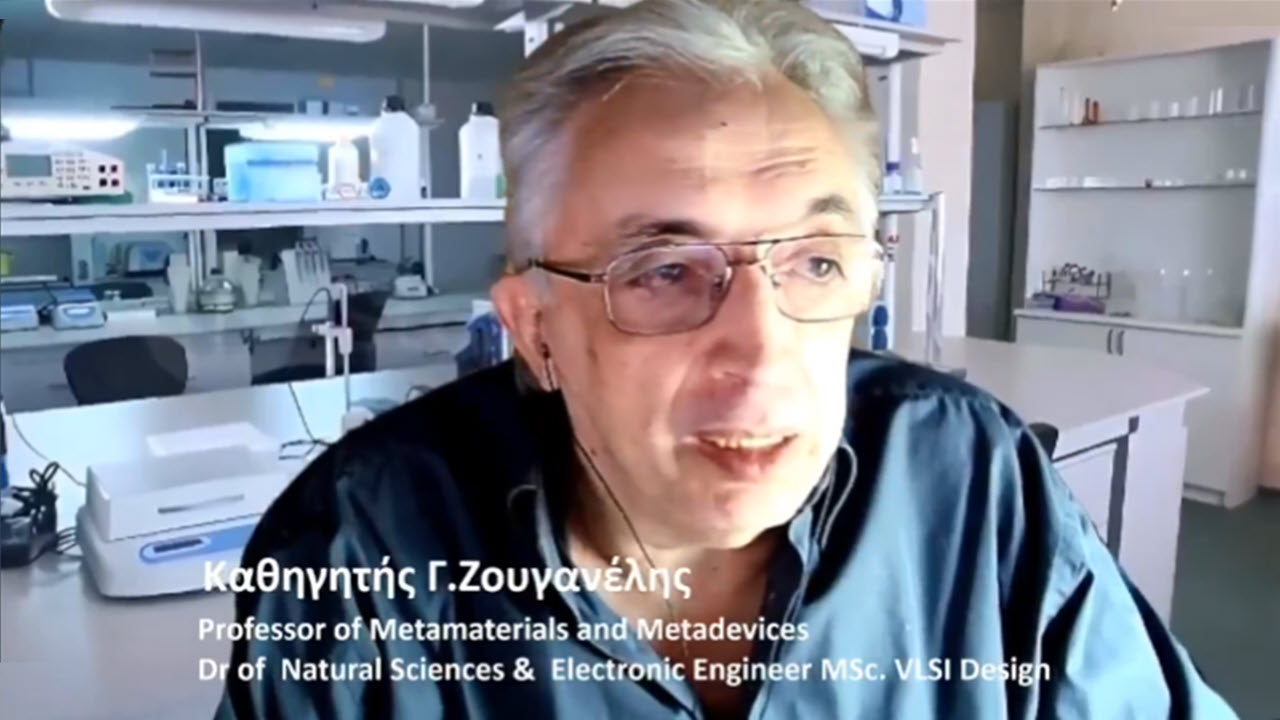 Καθηγητής Γ.Ζουγανέλης
Professor of Metamaterials and Metadevices
Dr of Natural Sciences & Electronic Engineer MSc. VLSI Design